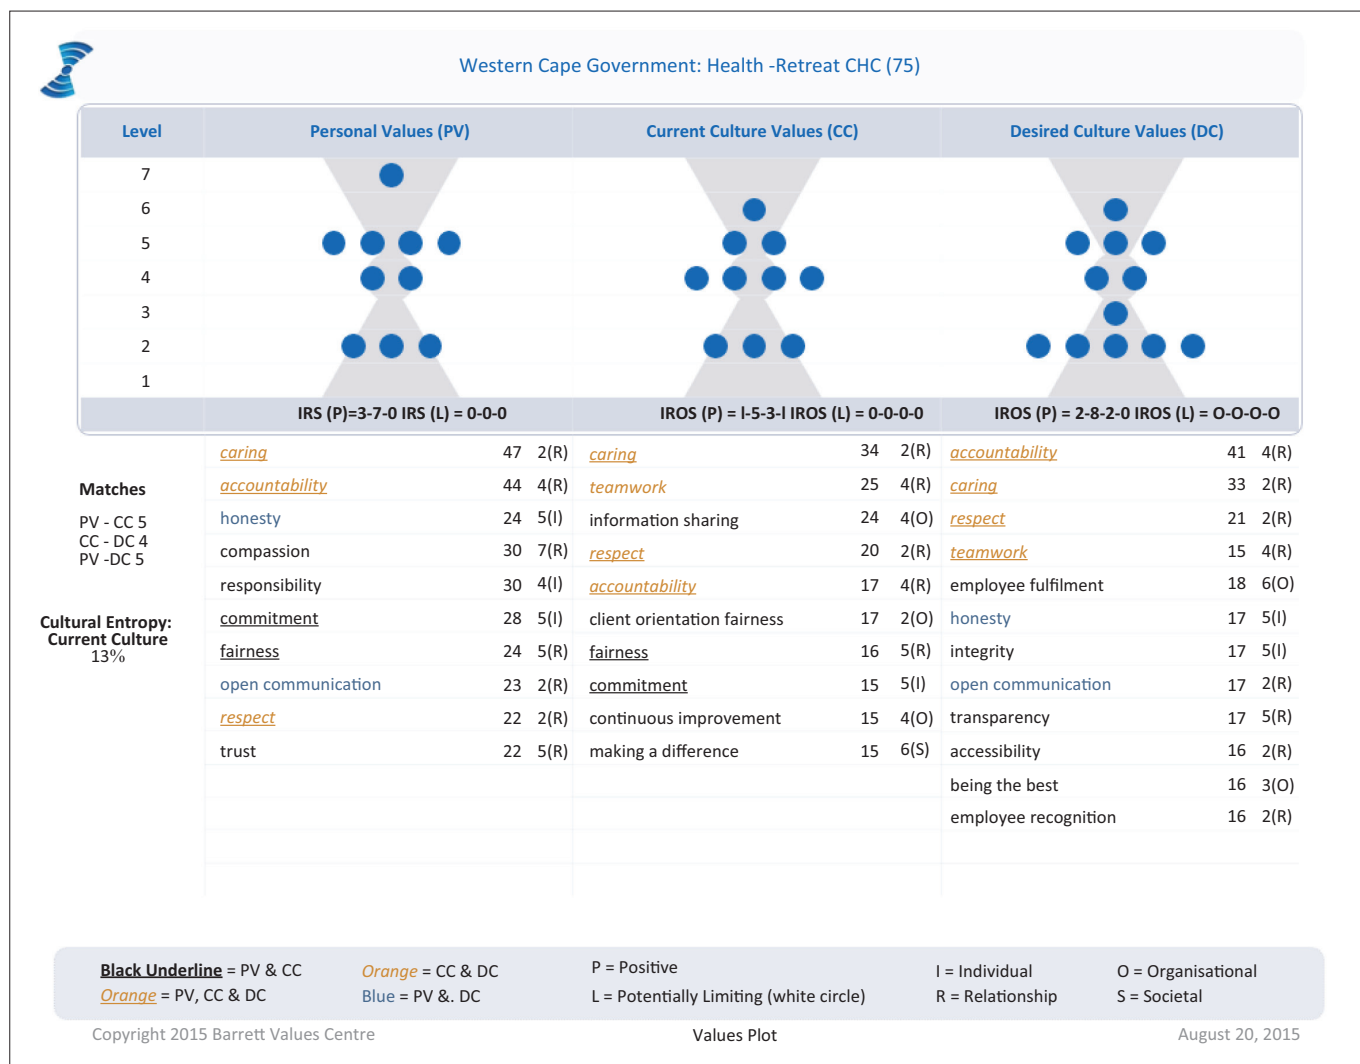 Western Cape Government: Health -Retreat CHC (75)
Level Personal Values (PV) Current Culture Values (CC) Desired Culture Values (DC)
7
6
5
4
3
2
1
IRS (P)=3-7-0 IRS (L) = 0-0-0 IROS (P) = I-5-3-I IROS (L) = 0-0-0-0 IROS (P) = 2-8-2-0 IROS (L) = O-O-O-O
Matches
PV - CC 5
CC - DC 4
PV -DC 5
Cultural Entropy:
Current Culture
13%
caring 47 2(R)
accountability 44 4(R)
honesty 24 5(I)
compassion 30 7(R)
responsibility 30 4(I)
commitment 28 5(I)
fairness 24 5(R)
open communication 23 2(R)
respect 22 2(R)
trust 22 5(R)
caring 34 2(R)
teamwork 25 4(R)
information sharing 24 4(O)
respect 20 2(R)
accountability 17 4(R)
client orientation fairness 17 2(O)
fairness 16 5(R)
commitment 15 5(I)
continuous improvement 15 4(O)
making a difference 15 6(S)
accountability 41 4(R)
caring 33 2(R)
respect 21 2(R)
teamwork 15 4(R)
employee fulfilment 18 6(O)
honesty 17 5(I)
integrity 17 5(I)
open communication 17 2(R)
transparency 17 5(R)
accessibility 16 2(R)
being the best 16 3(O)
employee recognition 16 2(R)
Black Underline = PV & CC
Orange = PV, CC & DC
Orange = CC & DC
Blue = PV &. DC
P = Positive
L = Potentially Limiting (white circle)
I = Individual
R = Relationship
O = Organisational
S = Societal
Copyright 2015 Barrett Values Centre Values Plot August 20, 2015